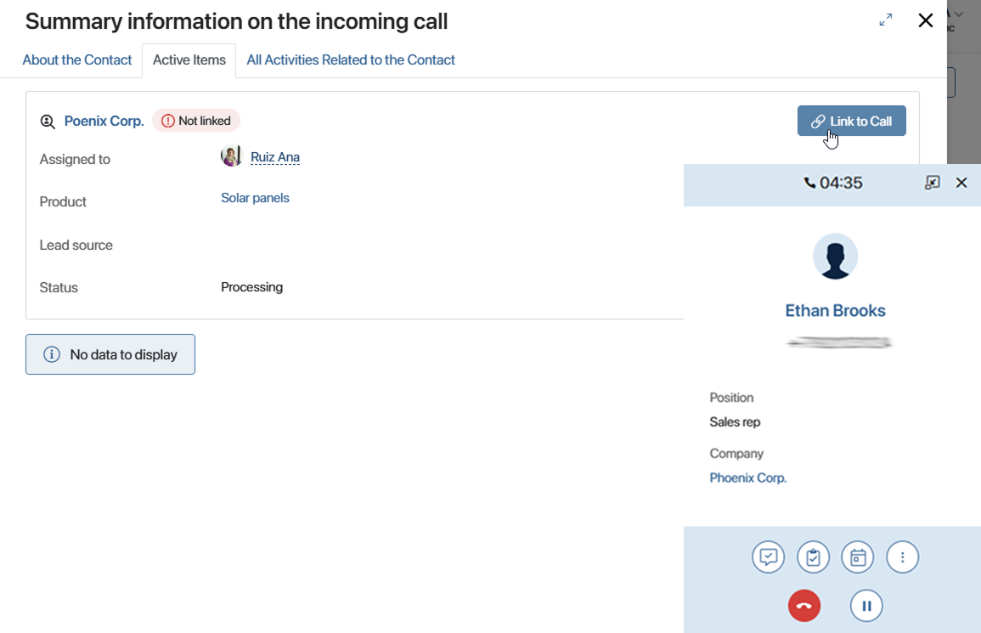 Summary information on the incoming call
About the Contact
Active Items
All Activities Related to the Contact
Poenix Corp.
Not linked
Link to Call
Assigned to
Ruiz Ana
Product
Solar panels
Lead source
Status
Processing
No data to display
04:35
Ethan Brooks
Position
Sales rep
Company
Phoenix Corp.